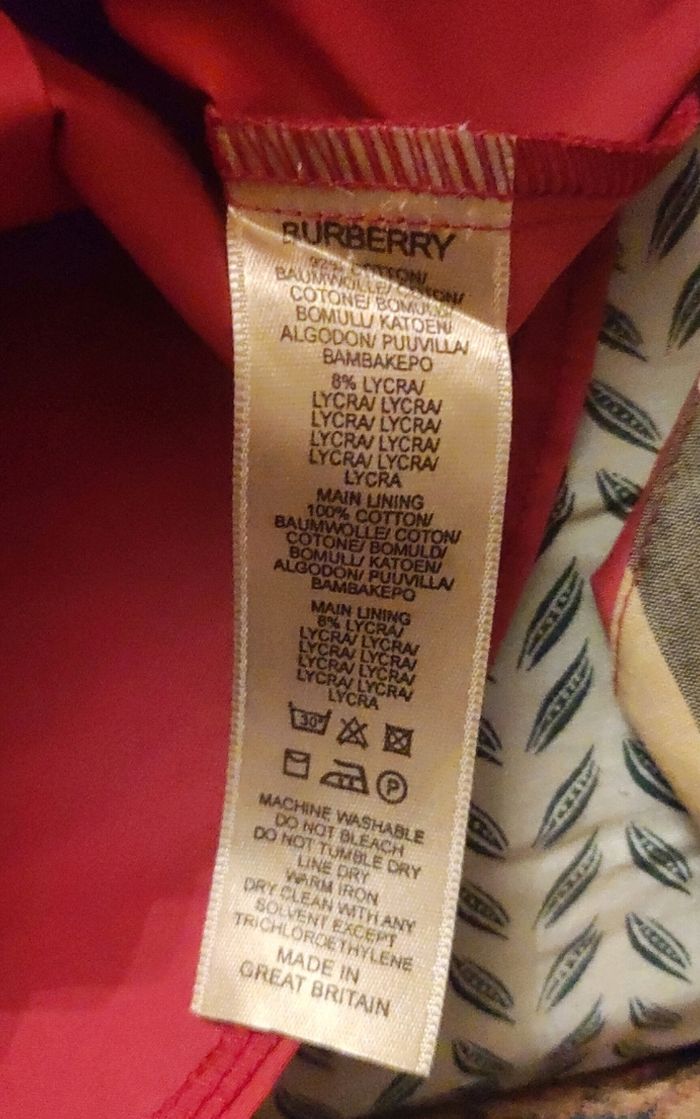 BURBERRY
92% COTTON/
BAUMWOLLE/ COTON/
COTONE/ BOMULD/
BOMULL/ KATOEN/
ALGODON/ PUUVILLA/
BAMBAKEPO
8% LYCRA/
LYCRA/ LYCRA/
LYCRA/ LYCRA/
LYCRA/ LYCRA/
LYCRA/ LYCRA/
LYCRA
MAIN LINING
100% COTTON/
BAUMWOLLE/ COTON/
COTONE/ BOMULD/
BOMULL/ KATOEN/
ALGODON/ PUUVILLA/
BAMBAKEPO
MAIN LINING
8% LYCRA/
LYCRA/ LYCRA/
LYCRA/ LYCRA/
LYCRA/ LYCRA/
LYCRA/ LYCRA/
LYCRA
30°
P
MACHINE WASHABLE
DO NOT BLEACH
DO NOT TUMBLE DRY
LINE DRY
WARM IRON
DRY CLEAN WITH ANY
SOLVENT EXCEPT
TRICHLOROETHYLENE
MADE IN
GREAT BRITAIN